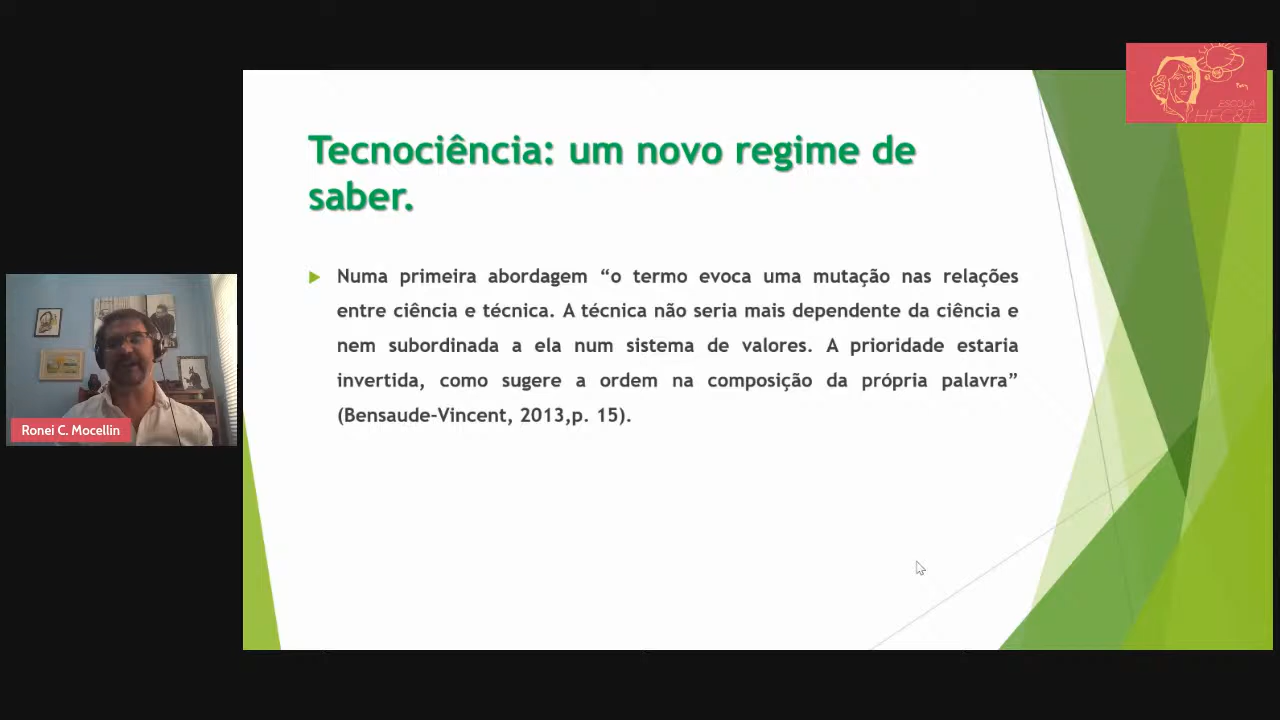 Tecnociência: um novo regime de
saber.
Numa primeira abordagem “o termo evoca uma mutação nas relações
entre ciência e técnica. A técnica não seria mais dependente da ciência e
nem subordinada a ela num sistema de valores. A prioridade estaria
invertida, como sugere a ordem na composição da própria palavra”
(Bensaude-Vincent, 2013,p. 15).
Ronei C. Mocellin
ESCOLA
HFC&T